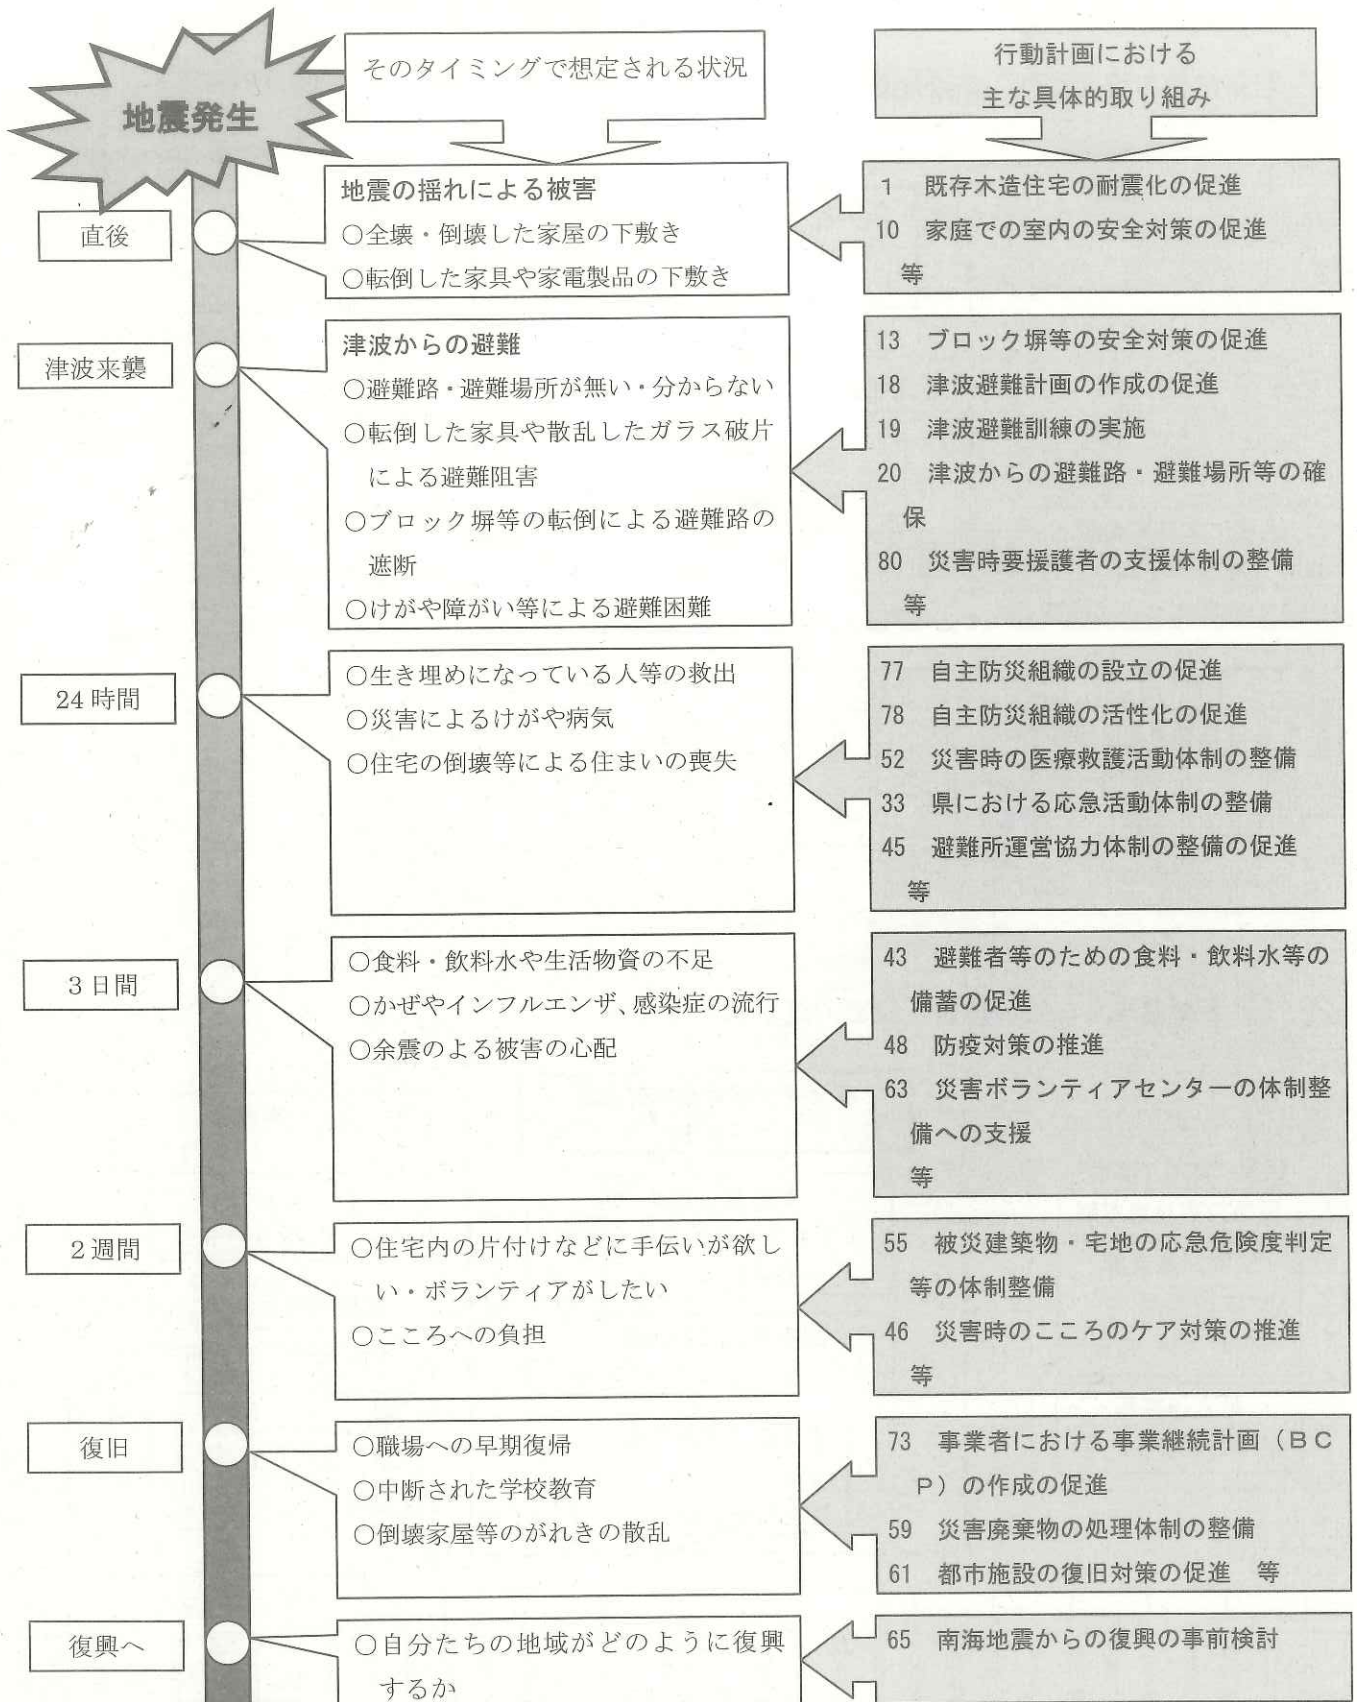 地震発生
そのタイミングで想定される状況
行動計画における
主な具体的取り組み
直後
地震の揺れによる被害
○全壊・倒壊した家屋の下敷き
○転倒した家具や家電製品の下敷き
1 既存木造住宅の耐震化の促進
10 家庭での室内の安全対策の促進
等
津波来襲
津波からの避難
○避難路・避難場所が無い・分からない
○転倒した家具や散乱したガラス破片
による避難阻害
○ブロック塀等の転倒による避難路の
遮断
○けがや障がい等による避難困難
13 ブロック塀等の安全対策の促進
18 津波避難計画の作成の促進
19 津波避難訓練の実施
20 津波からの避難路・避難場所等の確
保
80 災害時要援護者の支援体制の整備
等
24時間
○生き埋めになっている人等の救出
○災害によるけがや病気
○住宅の倒壊等による住まいの喪失
77 自主防災組織の設立の促進
78 自主防災組織の活性化の促進
52 災害時の医療救護活動体制の整備
33 県における応急活動体制の整備
45 避難所運営協力体制の整備の促進
等
3日間
○食料・飲料水や生活物資の不足
○かぜやインフルエンザ、感染症の流行
○余震のよる被害の心配
43 避難者等のための食料・飲料水等の
備蓄の促進
48 防疫対策の推進
63 災害ボランティアセンターの体制整
備への支援
等
2週間
○住宅内の片付けなどに手伝いが欲し
い・ボランティアがしたい
○こころへの負担
55 被災建築物・宅地の応急危険度判定
等の体制整備
46 災害時のこころのケア対策の推進
等
復旧
○職場への早期復帰
○中断された学校教育
○倒壊家屋等のがれきの散乱
73 事業者における事業継続計画(BC
P)の作成の促進
59 災害廃棄物の処理体制の整備
61 都市施設の復旧対策の促進 等
復興へ
○自分たちの地域がどのように復興
するか
65 南海地震からの復興の事前検討